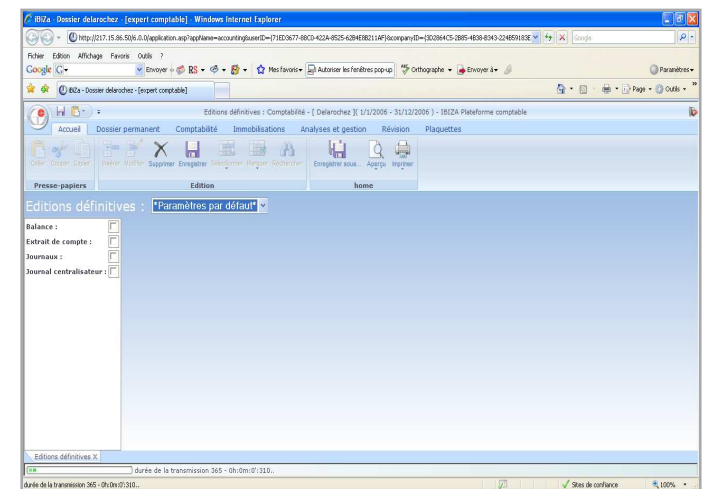 iBiZa - Dossier delarochez - [expert comptable] - Windows Internet Explorer
http://217.15.86.50/6.0.0/application.asp?appName=accounting&userID={71ED3677-88C0-422A-8525-62B4E8B211AF}&companyID={3D2864C5-2B85-4B38-8343-224B59183E
Google
Fichier Edition Affichage Favoris Outils ?
Google G Envoyer RS Mes favoris Autoriser les fenêtres pop-up Orthographe Envoyer à Paramètres
iBiZa - Dossier delarochez - [expert comptable] Page Outils
Editions définitives : Comptabilité - [ Delarochez ]( 1/1/2006 - 31/12/2006 ) - IBIZA Plateforme comptable
Accueil Dossier permanent Comptabilité Immobilisations Analyses et gestion Révision Plaquettes
Coller Couper Copier Insérer Modifier Supprimer Enregistrer Sélectionner Marquer Rechercher Enregistrer sous... Aperçu Imprimer
Presse-papiers Edition home
Editions définitives : *Paramètres par défaut*
Balance :
Extrait de compte :
Journaux :
Journal centralisateur :
Editions définitives X
durée de la transmission 365 - 0h:0m:0':310..
durée de la transmission 365 - 0h:0m:0':310.. Sites de confiance 100%